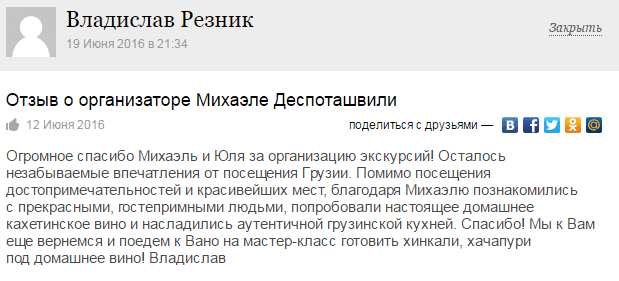 Владислав Резник
19 Июня 2016 в 21:34
Закрыть
Отзыв о организаторе Михаэле Деспоташвили
12 Июня 2016
поделиться с друзьями —
Огромное спасибо Михаэль и Юля за организацию экскурсий! Осталось
незабываемые впечатления от посещения Грузии. Помимо посещения
достопримечательностей и красивейших мест, благодаря Михаэлю познакомились
с прекрасными, гостепримными людьми, попробовали настоящее домашнее
кахетинское вино и насладились аутентичной грузинской кухней. Спасибо! Мы к Вам
еще вернемся и поедем к Вано на мастер-класс готовить хинкали, хачапури
под домашнее вино! Владислав